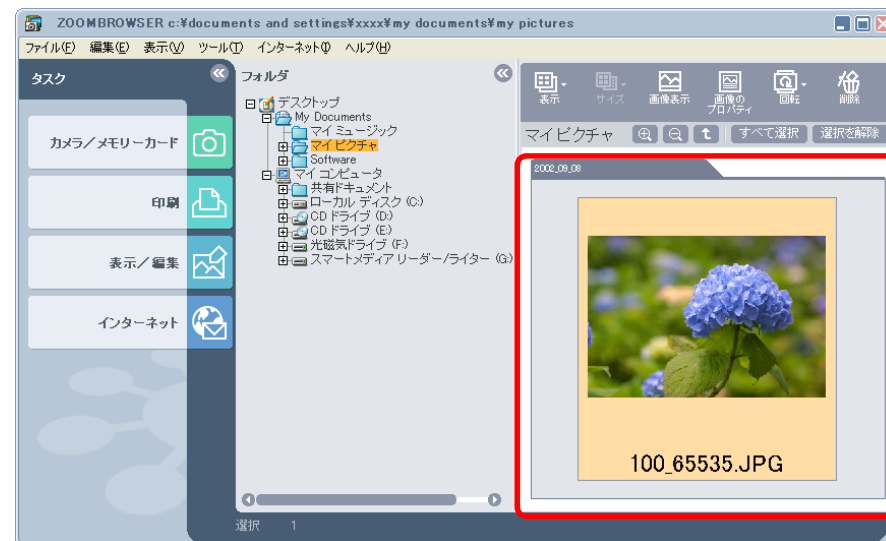 ZOOMBROWSER c:¥documents and settings¥xxxx¥my documents¥my pictures
ファイル(F) 編集(E) 表示(V) ツール(T) インターネット(I) ヘルプ(H)
タスク
カメラ/メモリーカード
印刷
表示/編集
インターネット
フォルダ
デスクトップ
My Documents
マイ ミュージック
マイ ピクチャ
Software
マイ コンピュータ
共有ドキュメント
ローカル ディスク (C:)
CD ドライブ (D:)
CD ドライブ (E:)
光磁気ドライブ (F:)
スマートメディア リーダー/ライター (G:)
表示 サイズ 画像表示 画像のプロパティ 回転 削除
マイ ピクチャ すべて選択 選択を解除
2002_09_08
100_65535.JPG
選択 1